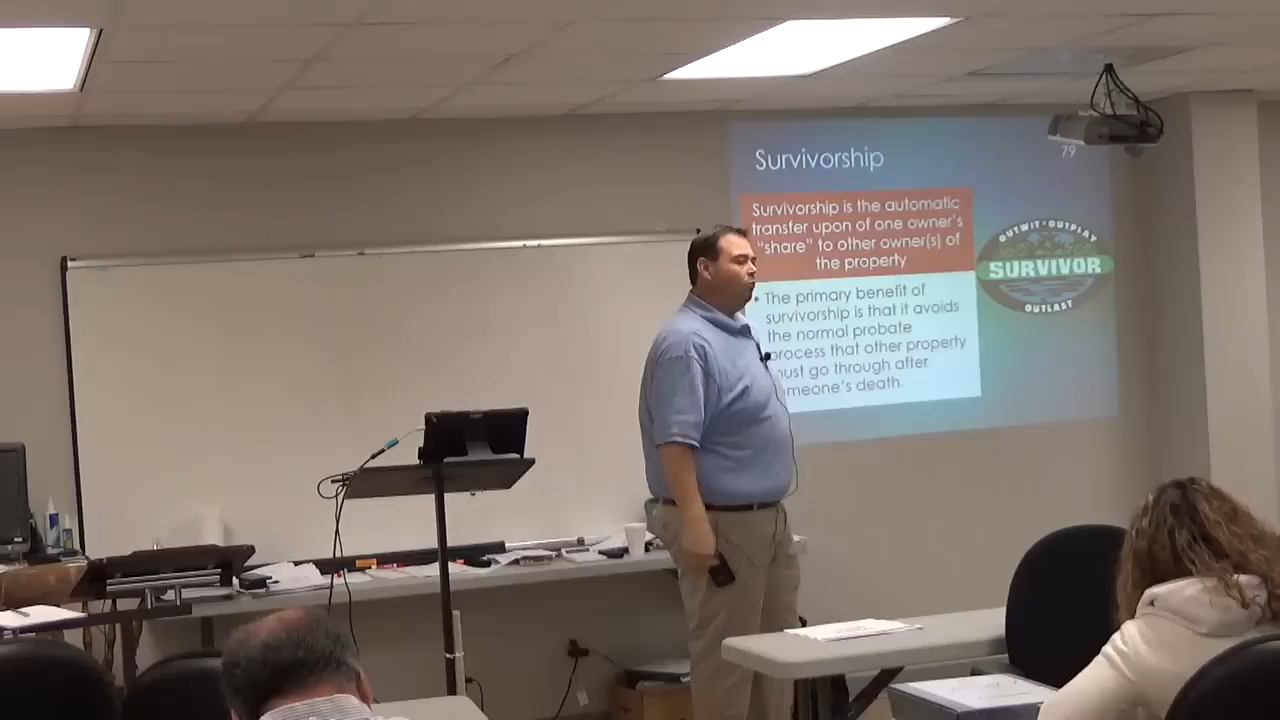 Survivorship
79
Survivorship is the automatic
transfer upon of one owner's
"share" to other owner(s) of
the property
OUTWIT • OUTPLAY
SURVIVOR
OUTLAST
• The primary benefit of
survivorship is that it avoids
the normal probate
process that other property
must go through after
someone's death.